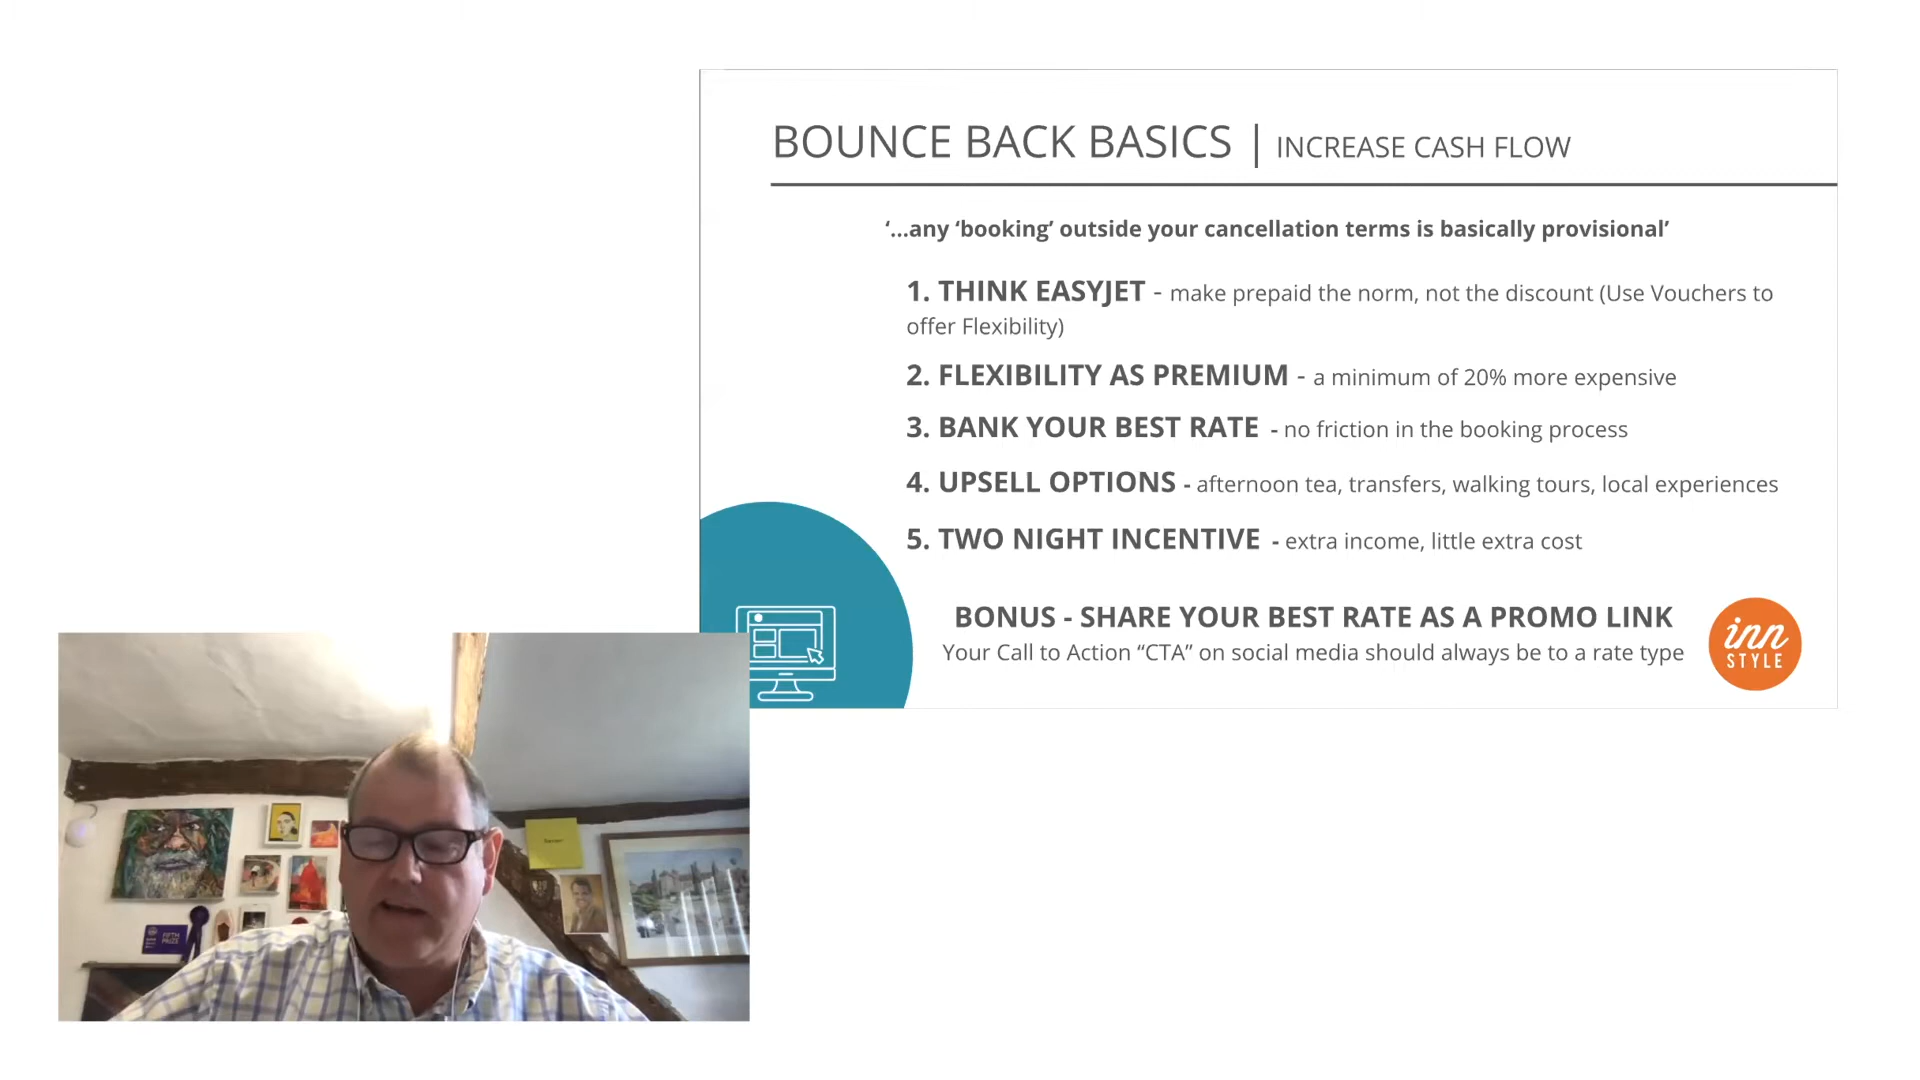 BOUNCE BACK BASICS | INCREASE CASH FLOW
‘...any ‘booking’ outside your cancellation terms is basically provisional’
1. THINK EASYJET - make prepaid the norm, not the discount (Use Vouchers to
offer Flexibility)
2. FLEXIBILITY AS PREMIUM - a minimum of 20% more expensive
3. BANK YOUR BEST RATE - no friction in the booking process
4. UPSELL OPTIONS - afternoon tea, transfers, walking tours, local experiences
5. TWO NIGHT INCENTIVE - extra income, little extra cost
BONUS - SHARE YOUR BEST RATE AS A PROMO LINK
Your Call to Action “CTA” on social media should always be to a rate type
inn
STYLE
FIFTH
PRIZE